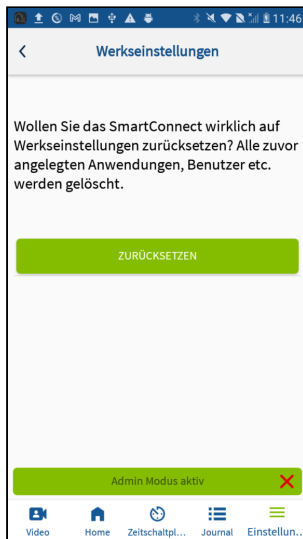 11:46
Werkseinstellungen
Wollen Sie das SmartConnect wirklich auf
Werkseinstellungen zurücksetzen? Alle zuvor
angelegten Anwendungen, Benutzer etc.
werden gelöscht.
ZURÜCKSETZEN
Admin Modus aktiv
Video Home Zeitschaltpl... Journal Einstellun...